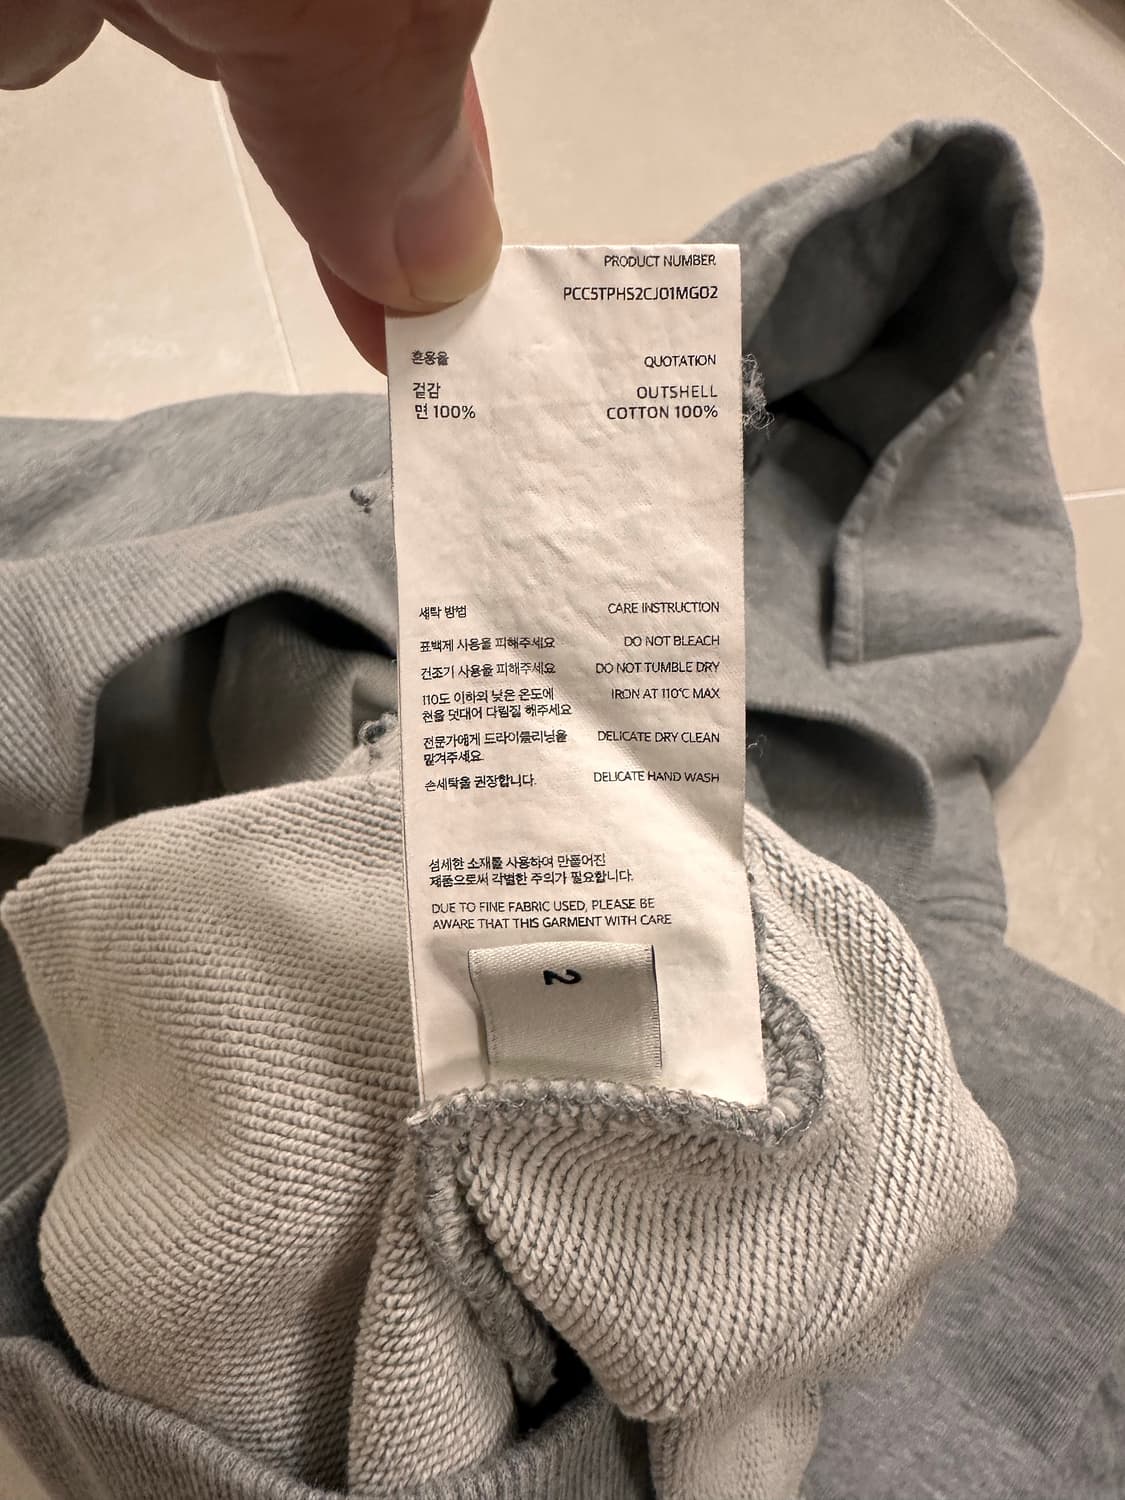 PRODUCT NUMBER
PCC5TPHS2CJ01MG02
혼용율 QUOTATION
겉감 OUTSHELL
면 100% COTTON 100%
세탁 방법 CARE INSTRUCTION
표백제 사용을 피해주세요 DO NOT BLEACH
건조기 사용을 피해주세요 DO NOT TUMBLE DRY
110도 이하의 낮은 온도에 IRON AT 110℃ MAX
천을 덧대어 다림질 해주세요
전문가에게 드라이클리닝을 DELICATE DRY CLEAN
맡겨주세요
손세탁을 권장합니다. DELICATE HAND WASH
섬세한 소재를 사용하여 만들어진
제품으로써 각별한 주의가 필요합니다.
DUE TO FINE FABRIC USED, PLEASE BE
AWARE THAT THIS GARMENT WITH CARE
2